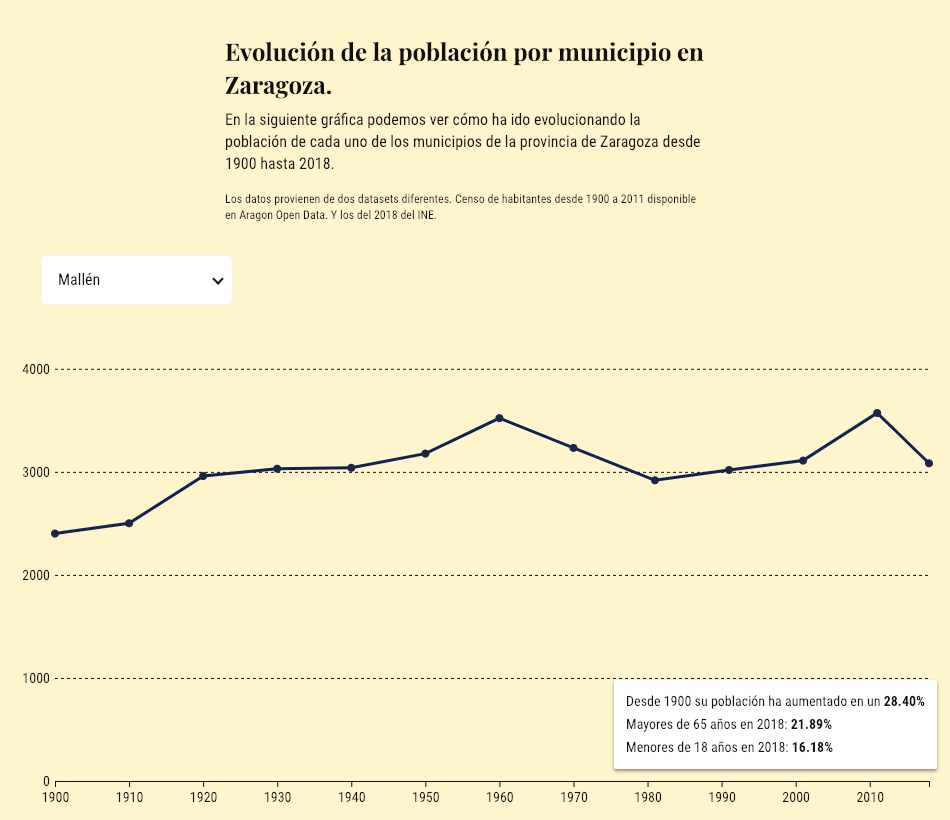 Evolución de la población por municipio en
Zaragoza.
En la siguiente gráfica podemos ver cómo ha ido evolucionando la
población de cada uno de los municipios de la provincia de Zaragoza desde
1900 hasta 2018.
Los datos provienen de dos datasets diferentes. Censo de habitantes desde 1900 a 2011 disponible
en Aragon Open Data. Y los del 2018 del INE.
Mallén
4000
3000
2000
1000
Desde 1900 su población ha aumentado en un 28.40%
Mayores de 65 años en 2018: 21.89%
Menores de 18 años en 2018: 16.18%
0
1900 1910 1920 1930 1940 1950 1960 1970 1980 1990 2000 2010